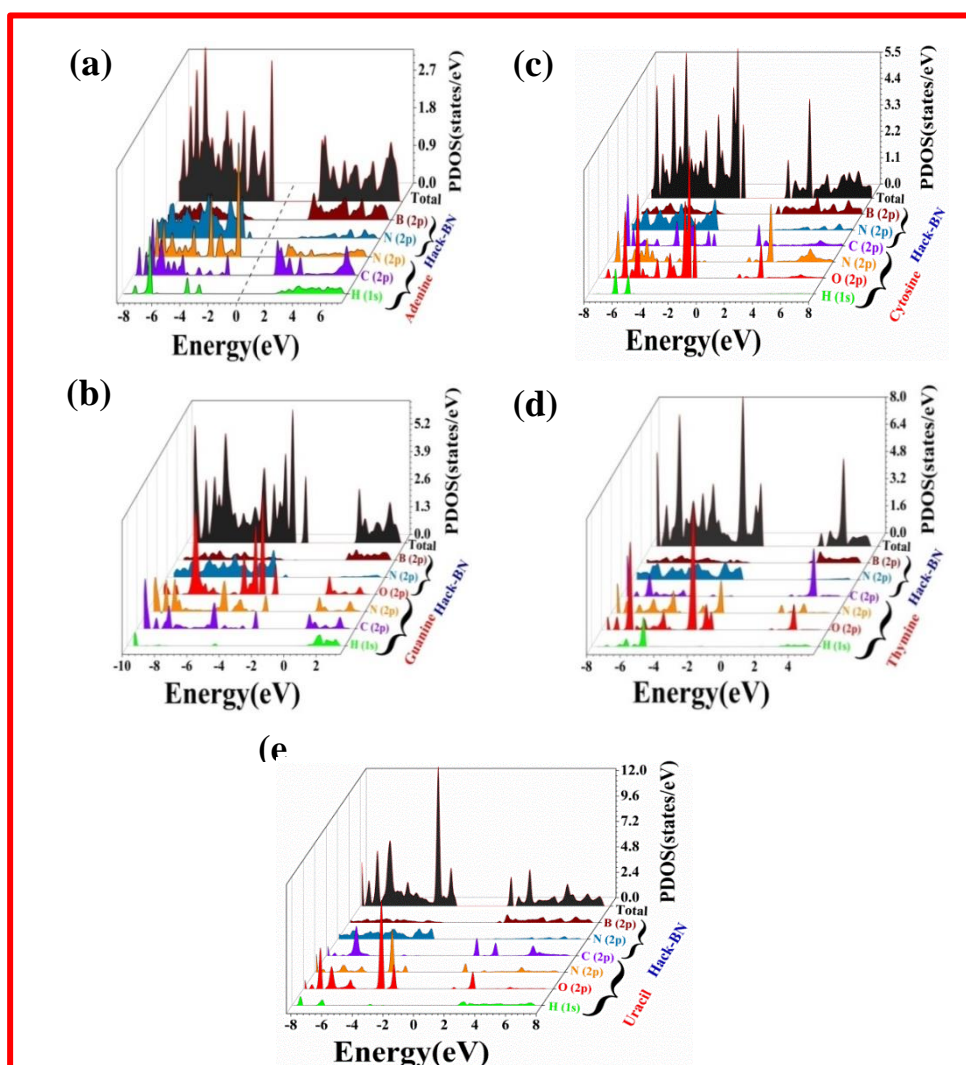 (a)
2.7
1.8
0.9
0.0
PDOS(states/eV)
Total
B (2p)
N (2p)
N (2p)
C (2p)
H (1s)
Hack-BN
Adenine
-8 -6 -4 -2 0 2 4 6
Energy(eV)
(c)
5.5
4.4
3.3
2.2
1.1
0.0
PDOS(states/eV)
Total
B (2p)
N (2p)
C (2p)
N (2p)
O (2p)
H (1s)
Hack-BN
Cytosine
-8 -6 -4 -2 0 2 4 6 8
Energy(eV)
(b)
5.2
3.9
2.6
1.3
0.0
PDOS(states/eV)
Total
B (2p)
N (2p)
O (2p)
N (2p)
C (2p)
H (1s)
Hack-BN
Guanine
-10 -8 -6 -4 -2 0 2
Energy(eV)
(d)
8.0
6.4
4.8
3.2
1.6
0.0
PDOS(states/eV)
Total
B (2p)
N (2p)
C (2p)
N (2p)
O (2p)
H (1s)
Hack-BN
Thymine
-8 -6 -4 -2 0 2 4
Energy(eV)
(e
12.0
9.6
7.2
4.8
2.4
0.0
PDOS(states/eV)
Total
B (2p)
N (2p)
C (2p)
N (2p)
O (2p)
H (1s)
Hack-BN
Uracil
-8 -6 -4 -2 0 2 4 6 8
Energy(eV)